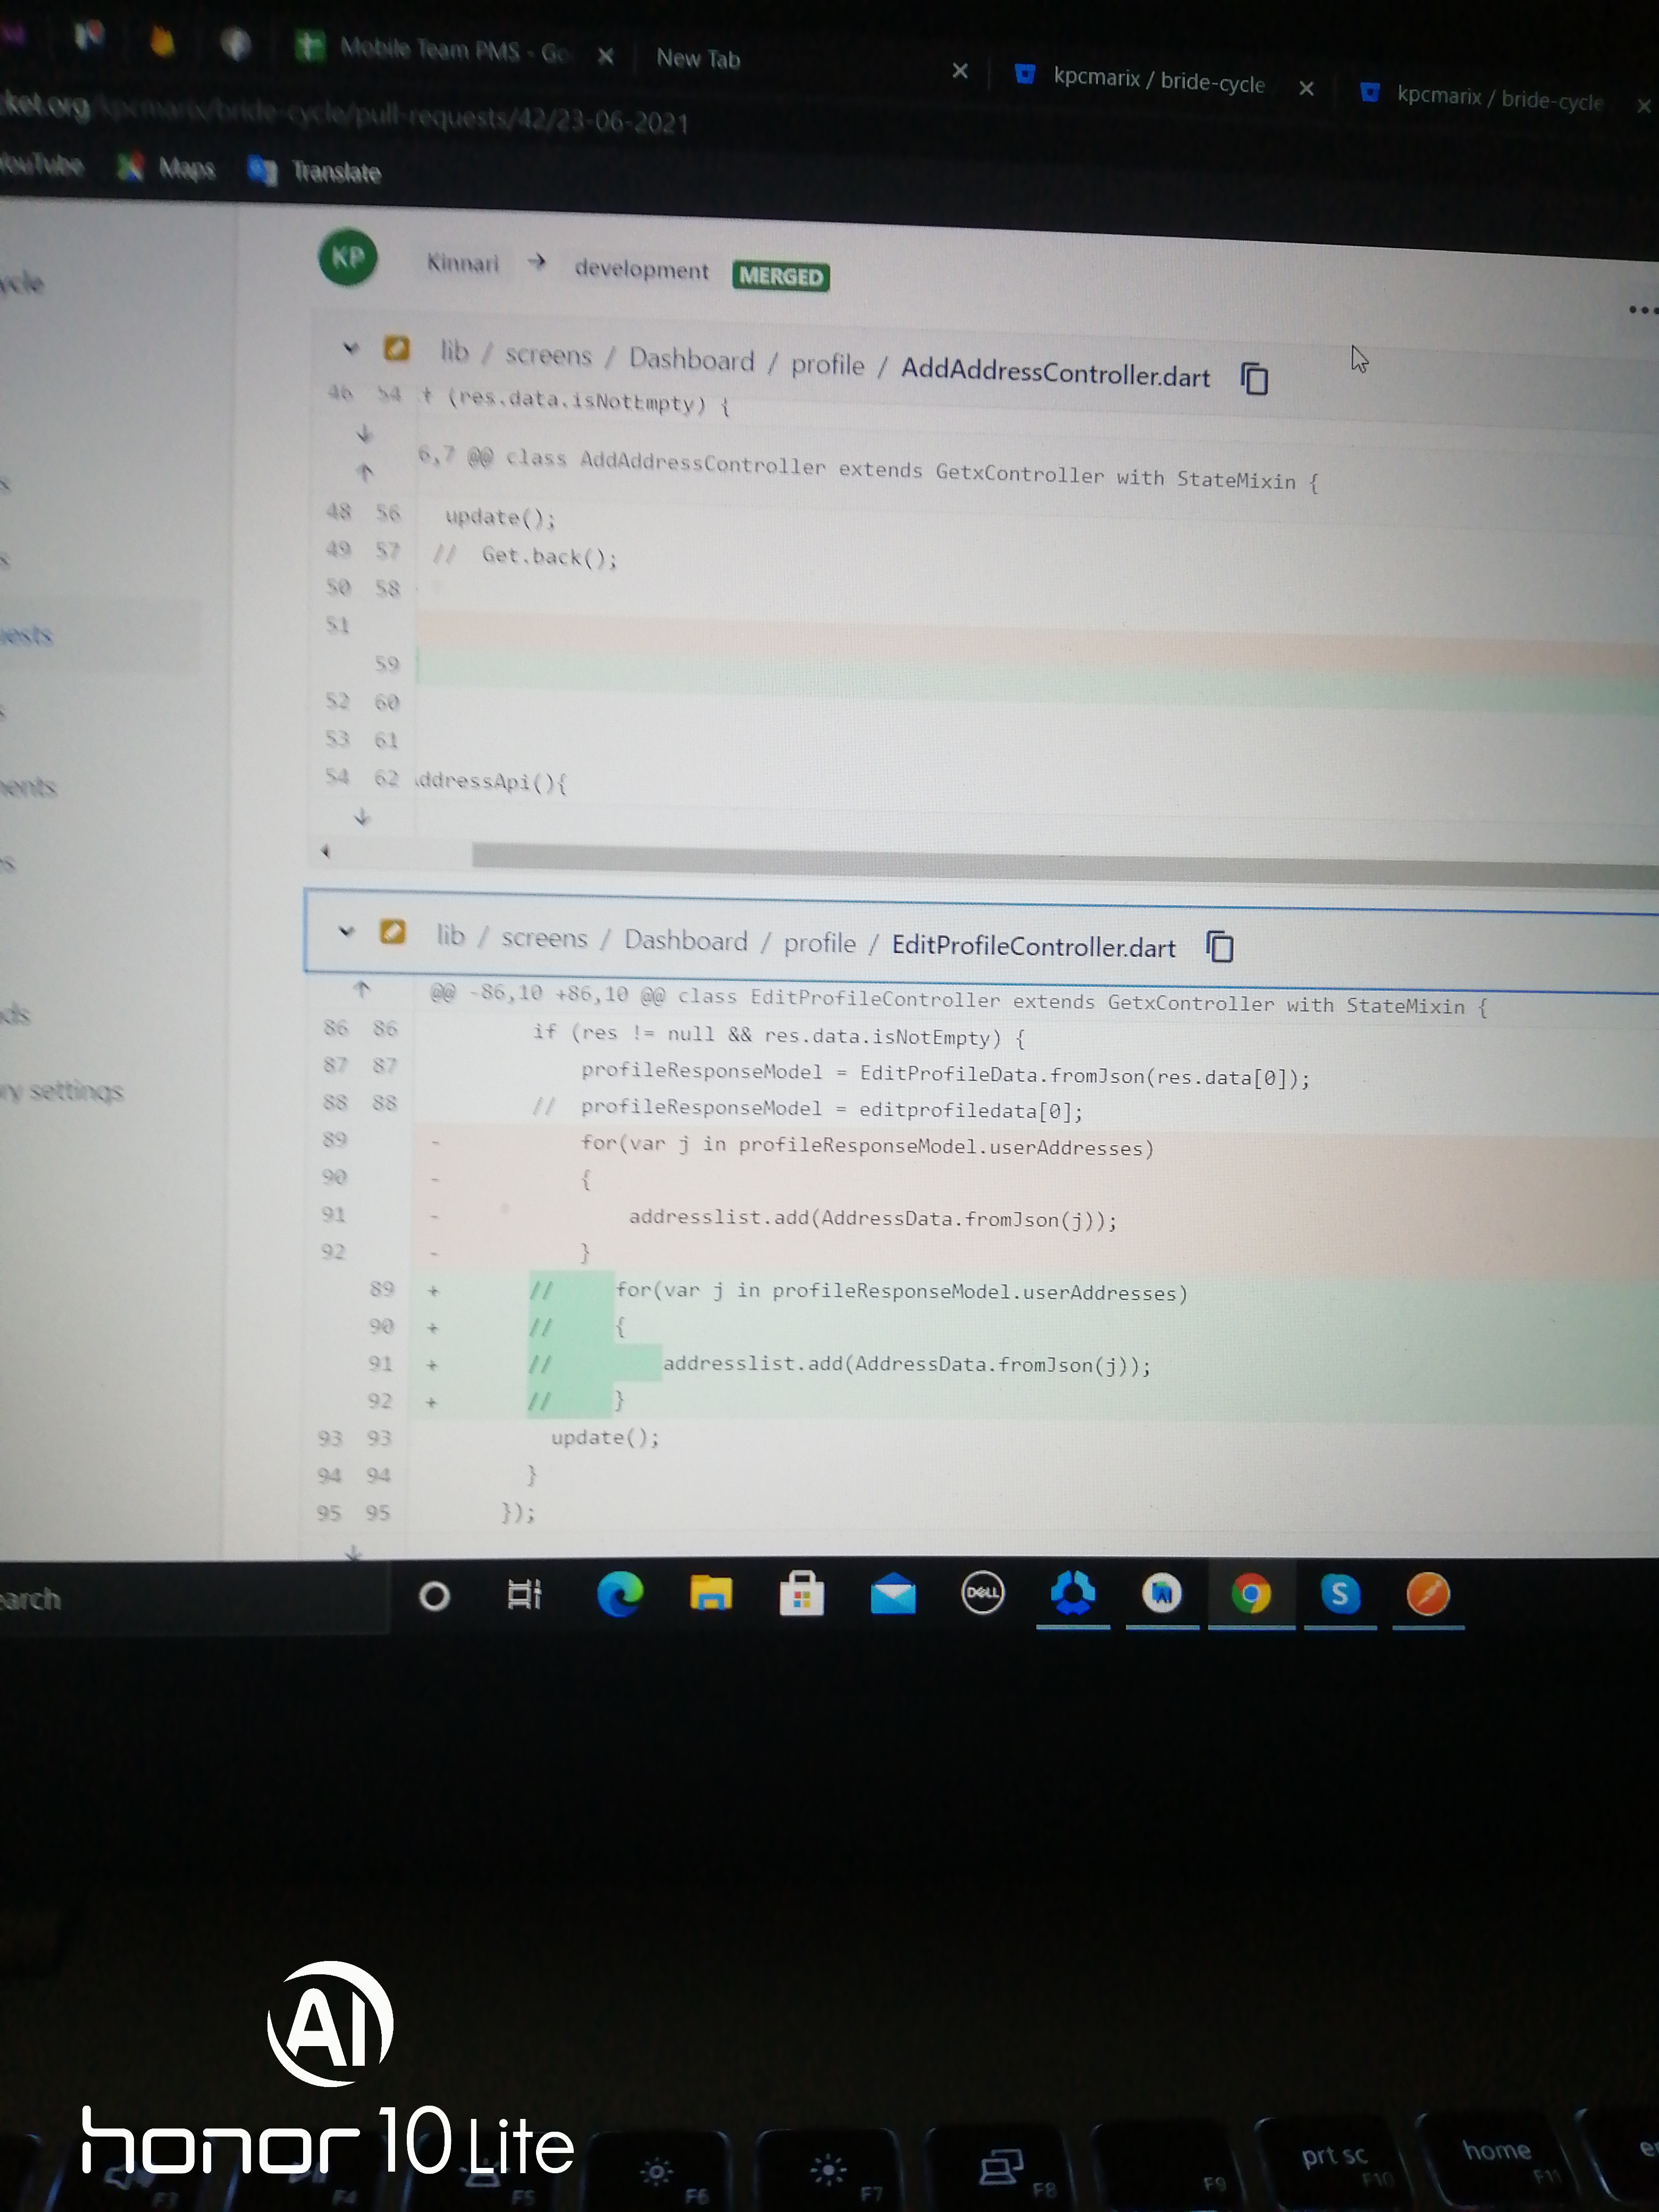 Mobile Team PMS - Go
New Tab
kpcmarix / bride-cycle
kpcmarix / bride-cycle
ket.org/kpcmarix/bride-cycle/pull-requests/42/23-06-2021
YouTube
Maps
Translate
KP
Kinnari → development
MERGED
ycle
lib / screens / Dashboard / profile / AddAddressController.dart
46 54 (res.data.isNotEmpty) {
6,7 @@ class AddAddressController extends GetxController with StateMixin {
48 56 update();
49 57 // Get.back();
50 58
51
59
52 60
53 61
54 62 ddressApi(){
uests
nents
ds
ry settings
lib / screens / Dashboard / profile / EditProfileController.dart
@@ -86,10 +86,10 @@ class EditProfileController extends GetxController with StateMixin {
86 86 if (res != null && res.data.isNotEmpty) {
87 87 profileResponseModel = EditProfileData.fromJson(res.data[0]);
88 88 // profileResponseModel = editprofiledata[0];
89 - for(var j in profileResponseModel.userAddresses)
90 - {
91 - addresslist.add(AddressData.fromJson(j));
92 - }
89 + // for(var j in profileResponseModel.userAddresses)
90 + // {
91 + // addresslist.add(AddressData.fromJson(j));
92 + // }
93 93 update();
94 94 }
95 95 });
earch
DELL
S
AI
honor 10 Lite
F3
F4
F5
F6
F7
F8
F9
prt sc
F10
home
F11